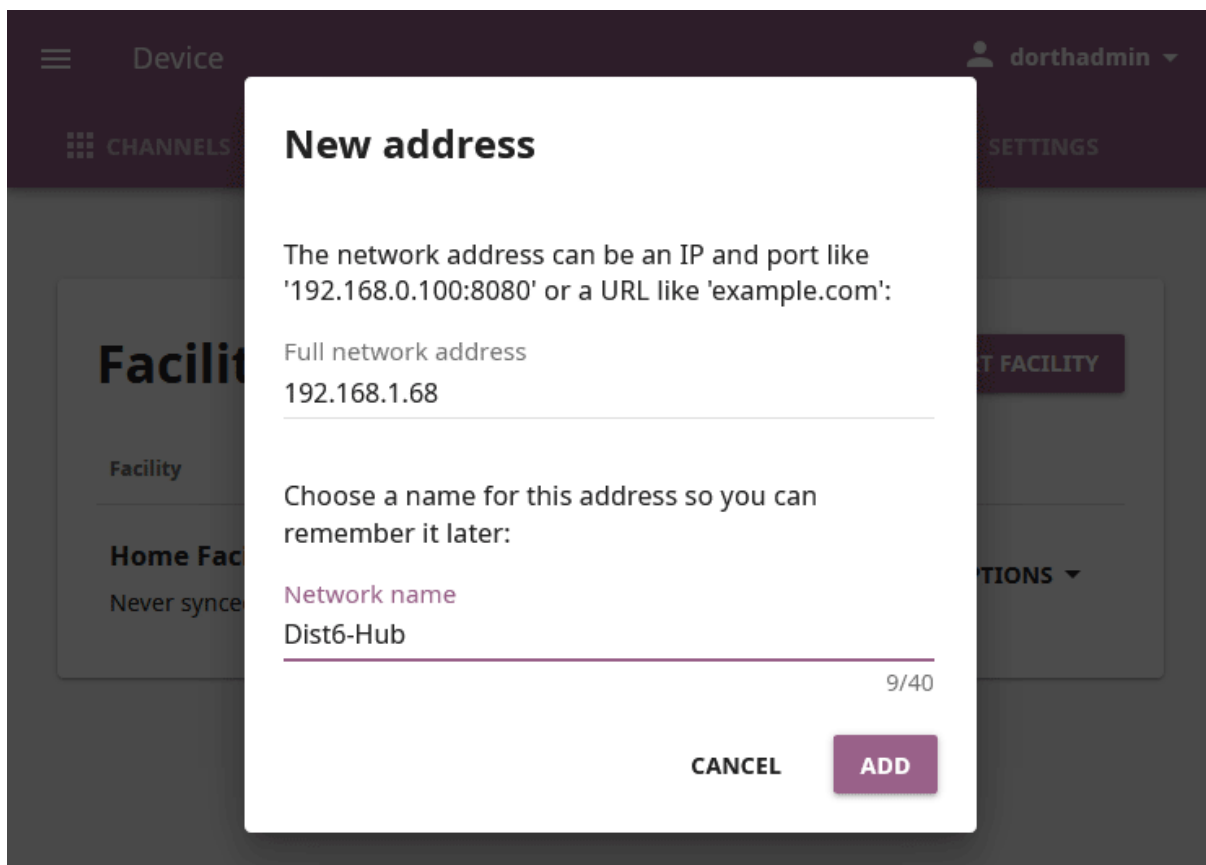 Device
dorthadmin
CHANNELS
SETTINGS
New address
The network address can be an IP and port like
'192.168.0.100:8080' or a URL like 'example.com':
Full network address
192.168.1.68
Facilit
T FACILITY
Facility
Choose a name for this address so you can
remember it later:
Home Fac
TIONS
Never synce
Network name
Dist6-Hub
9/40
CANCEL
ADD